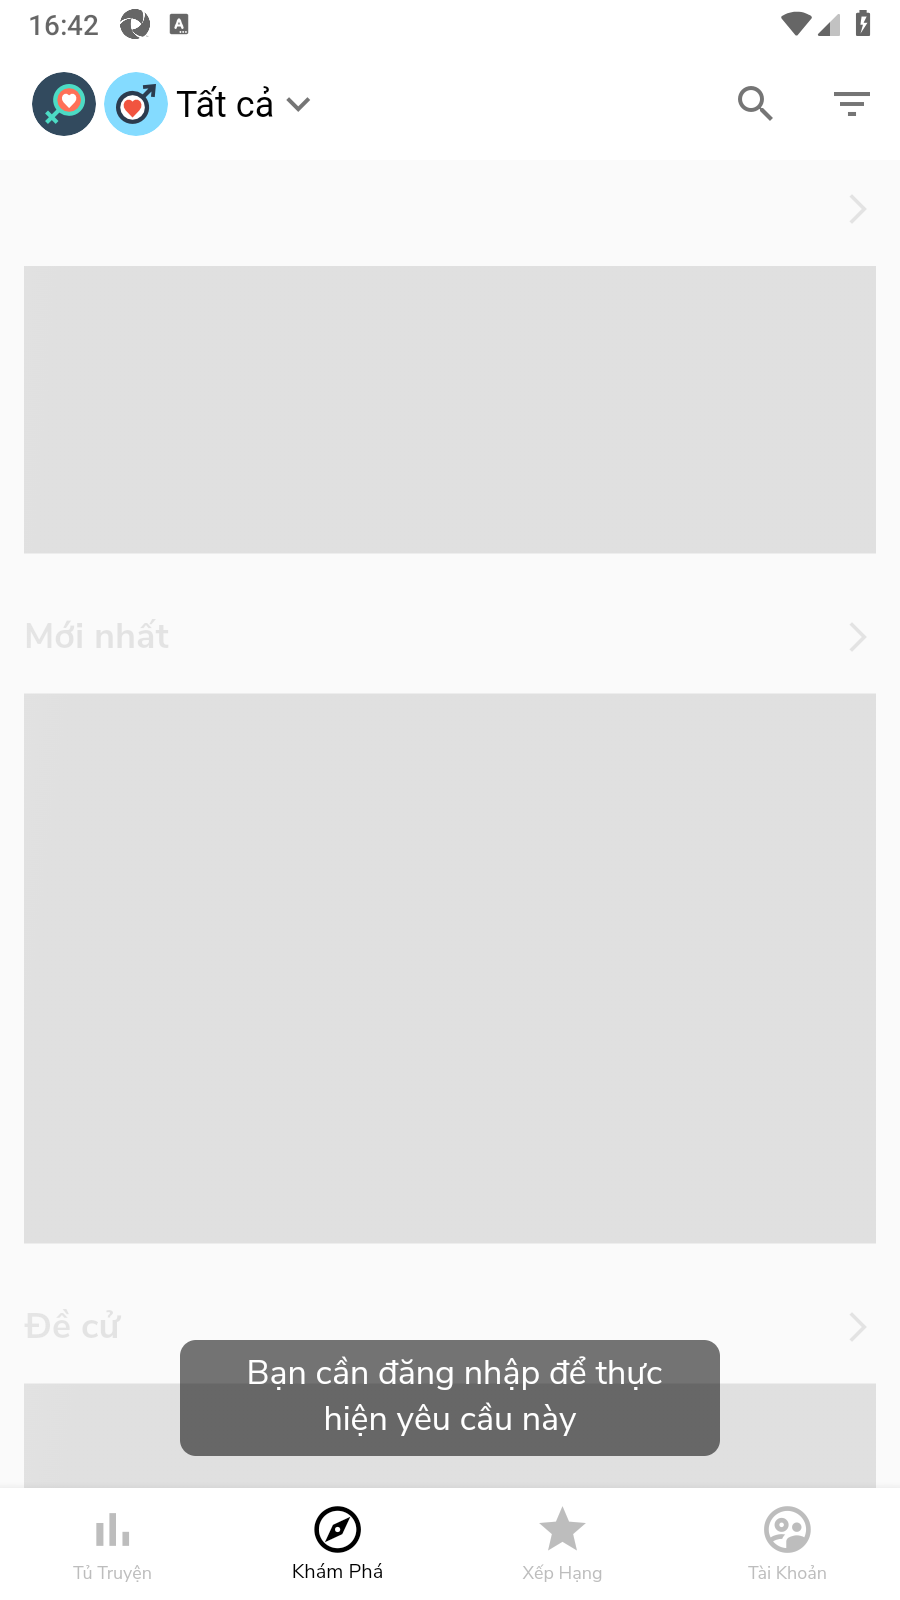 16:42
Tất cả
Mới nhất
Đề cử
Bạn cần đăng nhập để thực
hiện yêu cầu này
Tủ Truyện
Khám Phá
Xếp Hạng
Tài Khoản